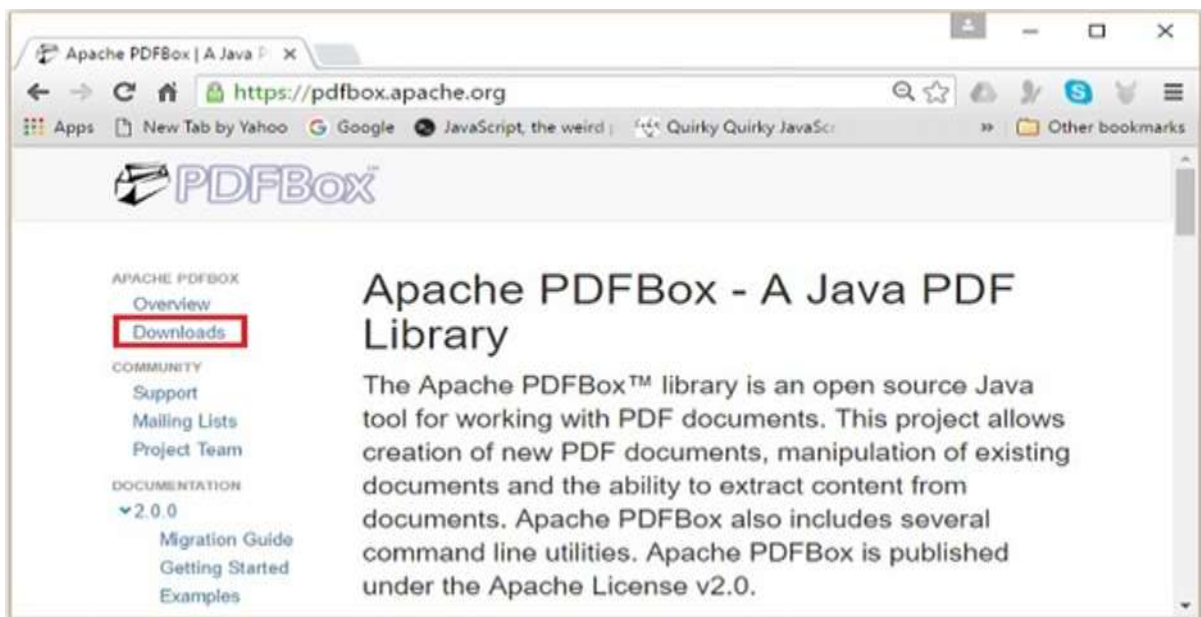 Apache PDFBox | A Java P
https://pdfbox.apache.org
Apps New Tab by Yahoo Google JavaScript, the weird Quirky Quirky JavaScr » Other bookmarks
PDFBox™
APACHE PDFBOX
Overview
Downloads
COMMUNITY
Support
Mailing Lists
Project Team
DOCUMENTATION
2.0.0
Migration Guide
Getting Started
Examples
Apache PDFBox - A Java PDF
Library
The Apache PDFBox™ library is an open source Java
tool for working with PDF documents. This project allows
creation of new PDF documents, manipulation of existing
documents and the ability to extract content from
documents. Apache PDFBox also includes several
command line utilities. Apache PDFBox is published
under the Apache License v2.0.